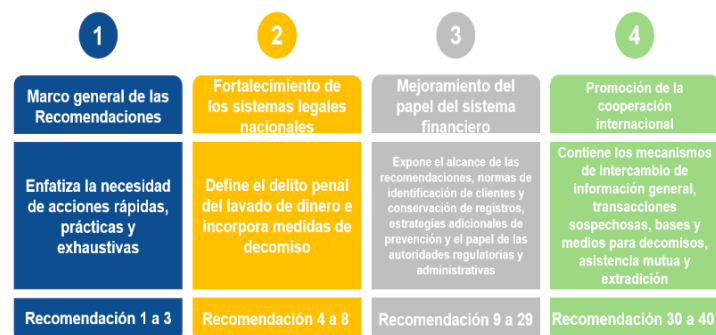 1
Marco general de las
Recomendaciones
Enfatiza la necesidad
de acciones rápidas,
prácticas y
exhaustivas
Recomendación 1 a 3
2
Fortalecimiento de
los sistemas legales
nacionales
Define el delito penal
del lavado de dinero e
incorpora medidas de
decomiso
Recomendación 4 a 8
3
Mejoramiento del
papel del sistema
financiero
Expone el alcance de las
recomendaciones, normas de
identificación de clientes y
conservación de registros,
estrategias adicionales de
prevención y el papel de las
autoridades regulatorias y
administrativas
Recomendación 9 a 29
4
Promoción de la
cooperación
internacional
Contiene los mecanismos
de intercambio de
información general,
transacciones
sospechosas, bases y
medios para decomisos,
asistencia mutua y
extradición
Recomendación 30 a 40